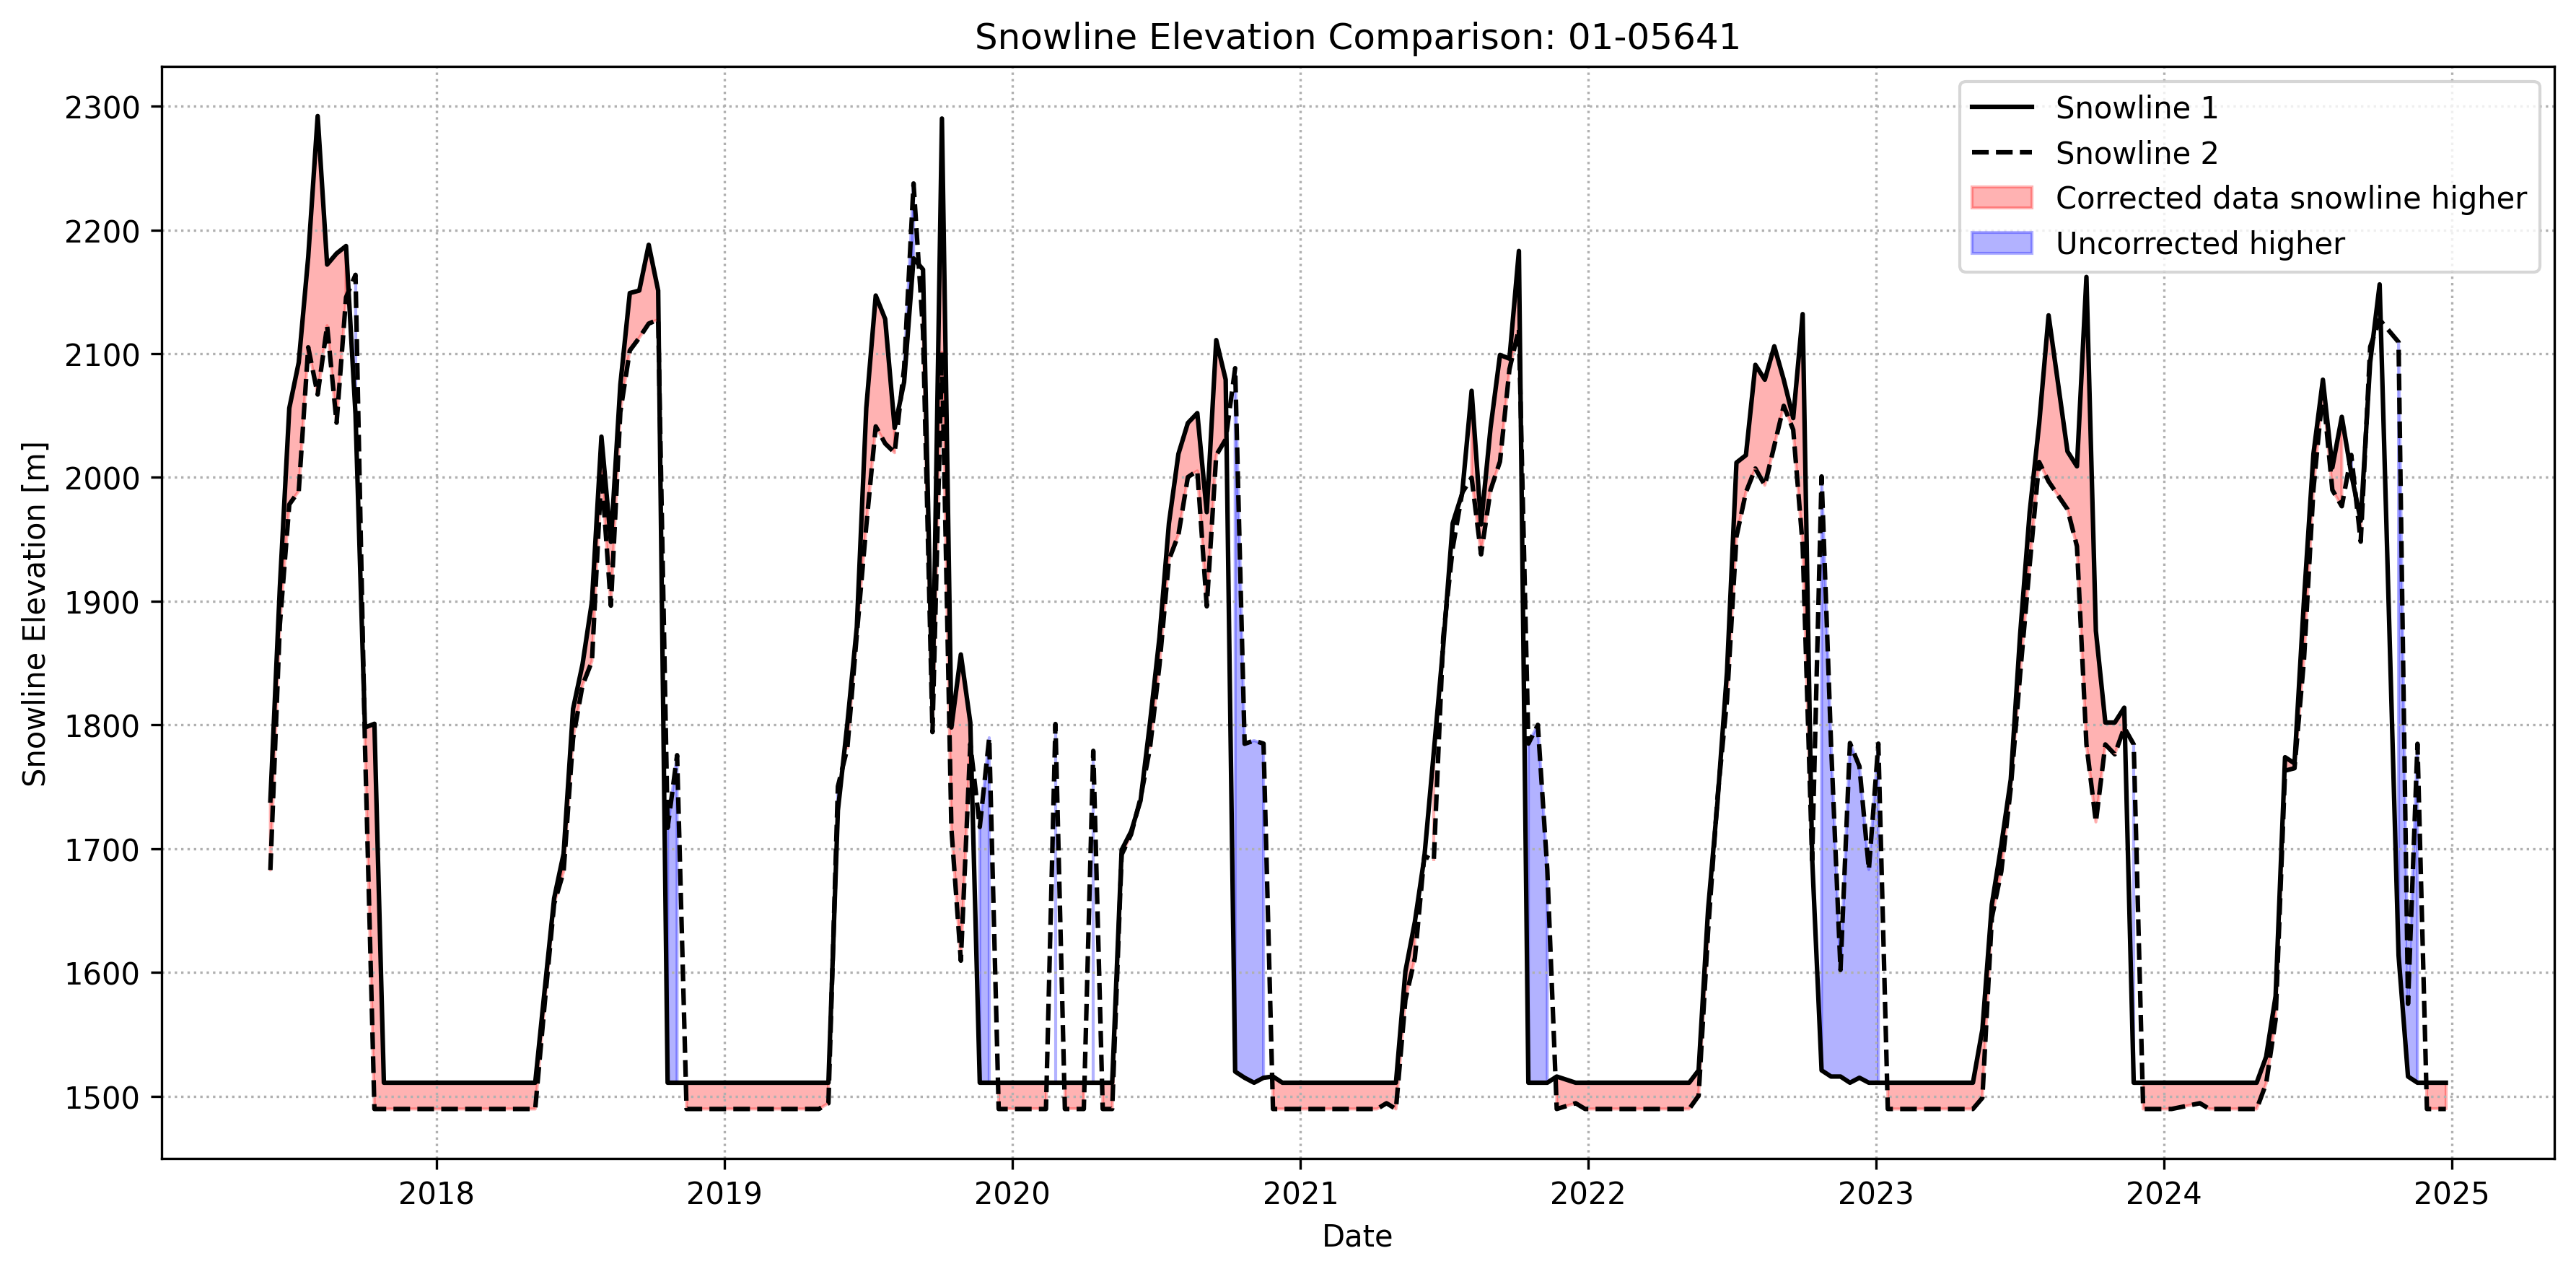 Snowline Elevation Comparison: 01-05641
Snowline 1
Snowline 2
Corrected data snowline higher
Uncorrected higher
Snowline Elevation [m]
2300
2200
2100
2000
1900
1800
1700
1600
1500
2018 2019 2020 2021 2022 2023 2024 2025
Date